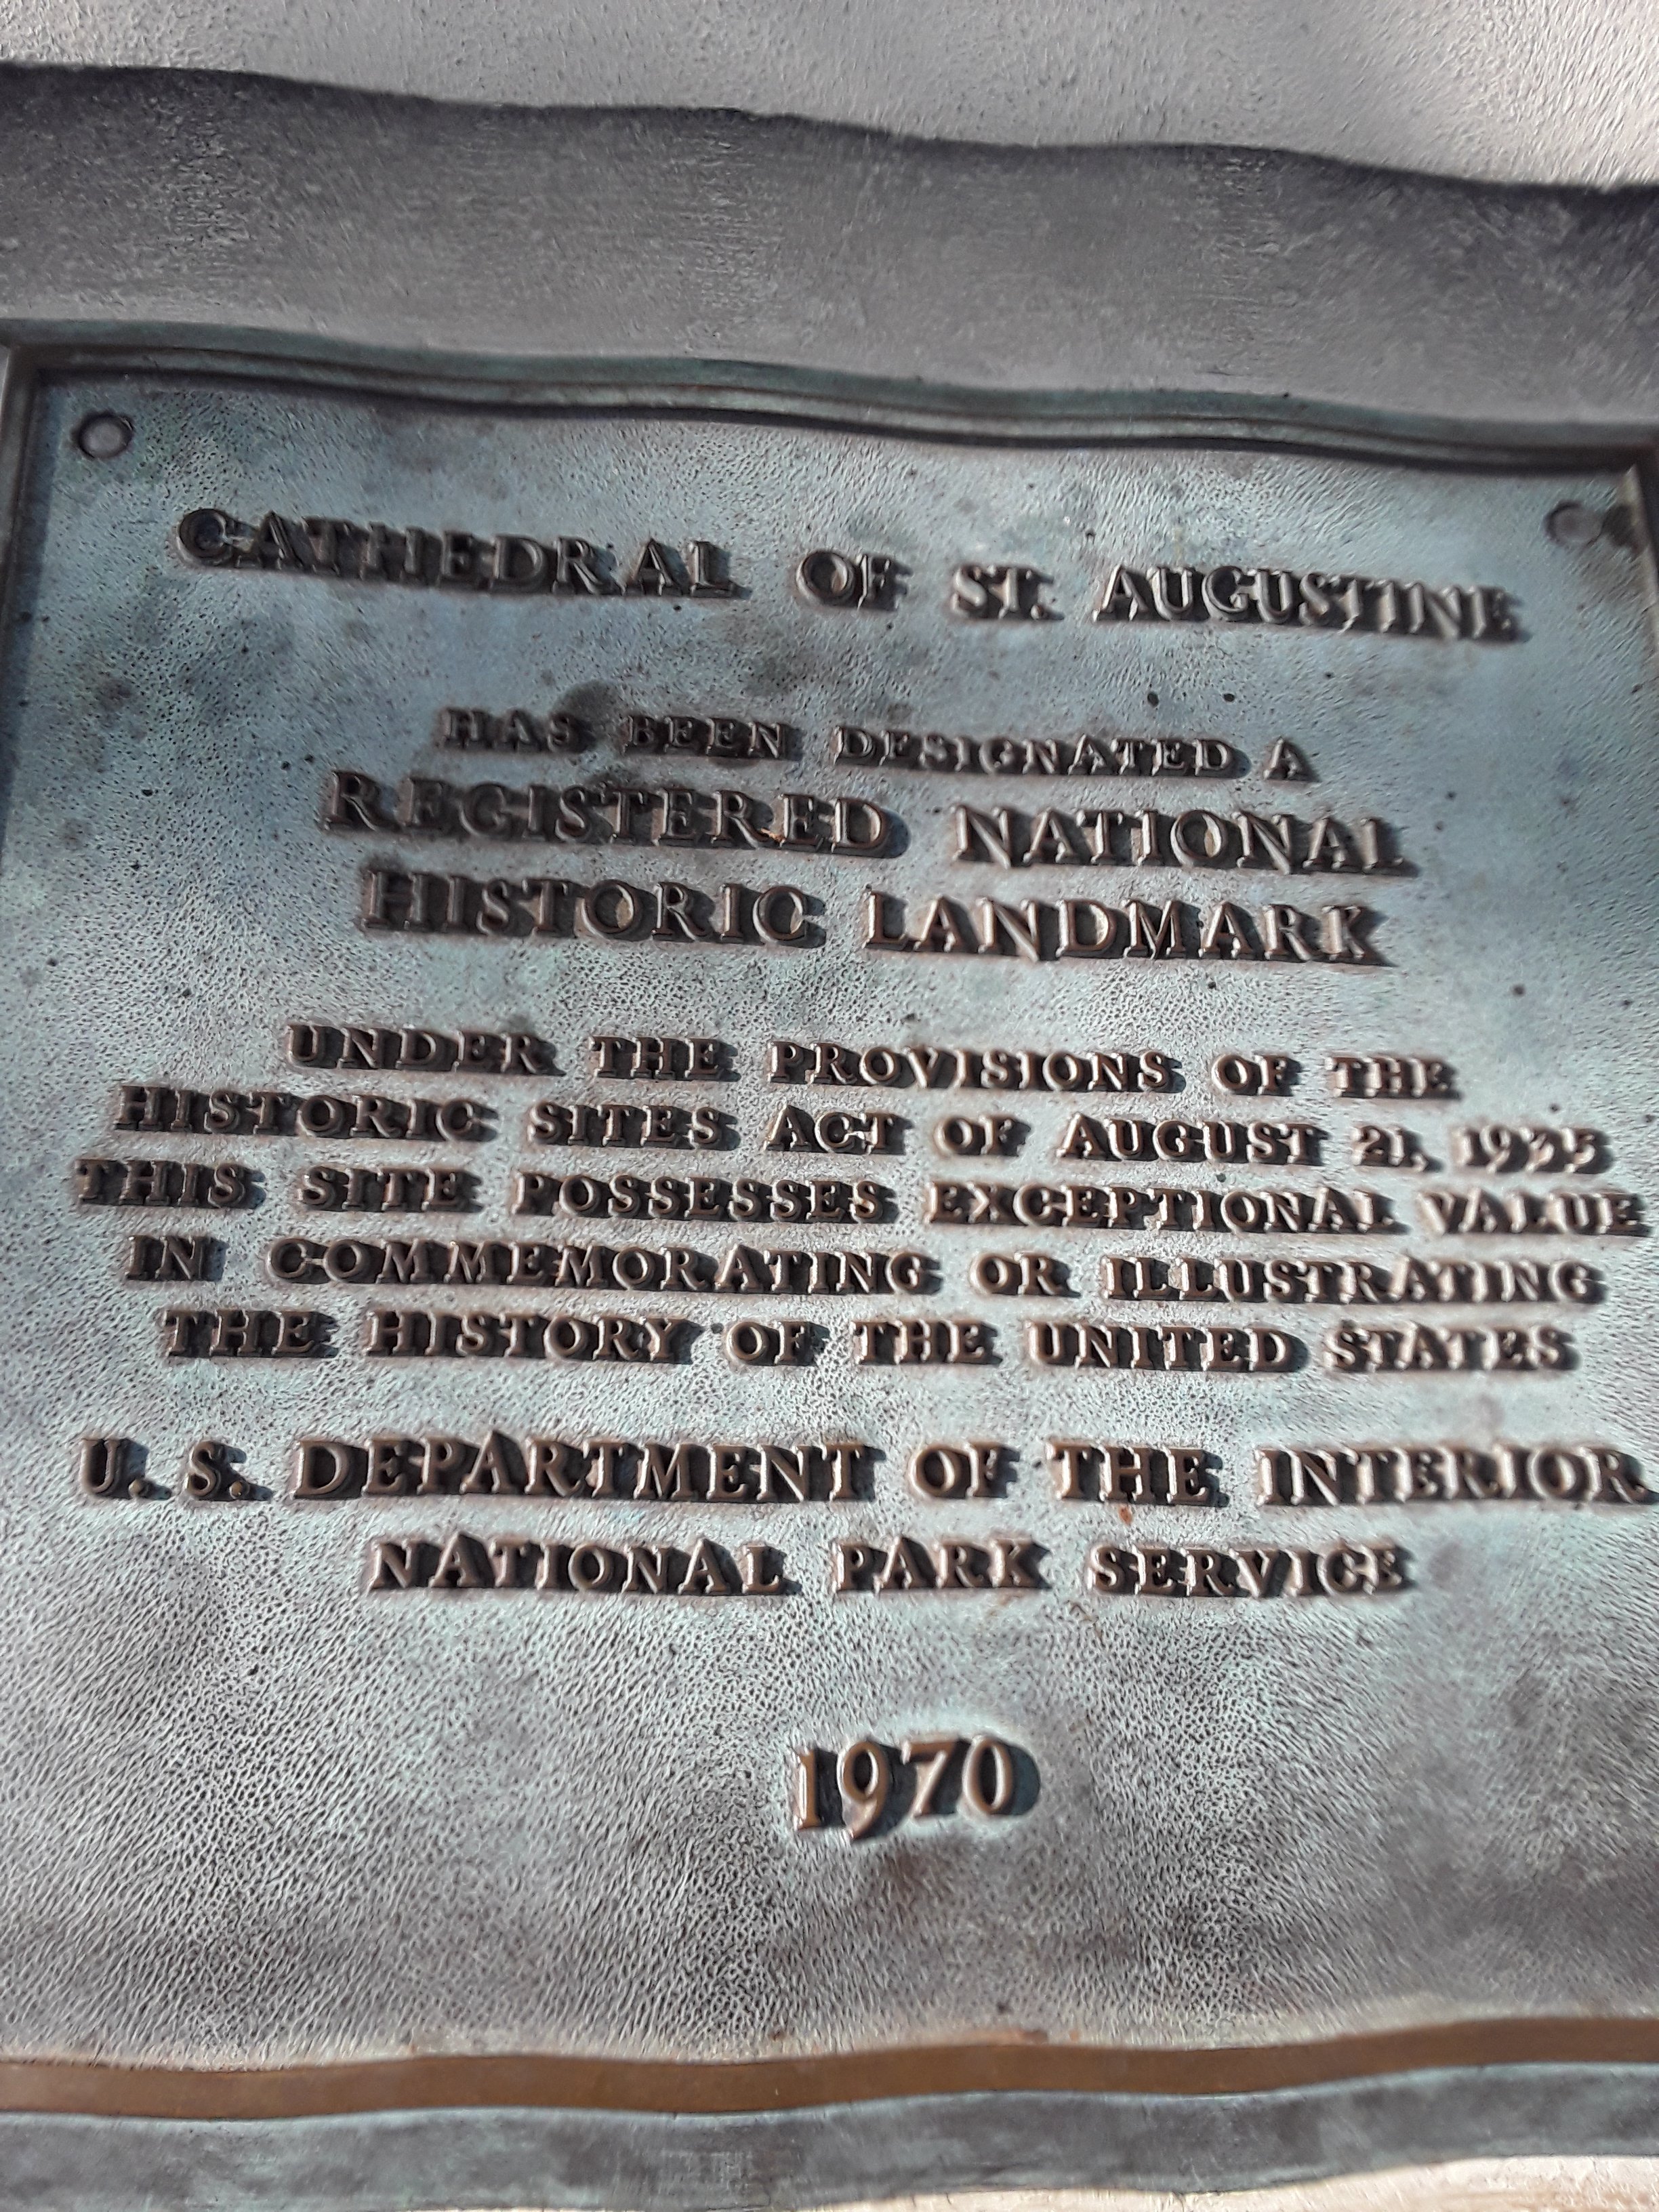 CATHEDRAL OF ST. AUGUSTINE
HAS BEEN DESIGNATED A
REGISTERED NATIONAL
HISTORIC LANDMARK
UNDER THE PROVISIONS OF THE
HISTORIC SITES ACT OF AUGUST 21, 1935
THIS SITE POSSESSES EXCEPTIONAL VALUE
IN COMMEMORATING OR ILLUSTRATING
THE HISTORY OF THE UNITED STATES
U. S. DEPARTMENT OF THE INTERIOR
NATIONAL PARK SERVICE
1970